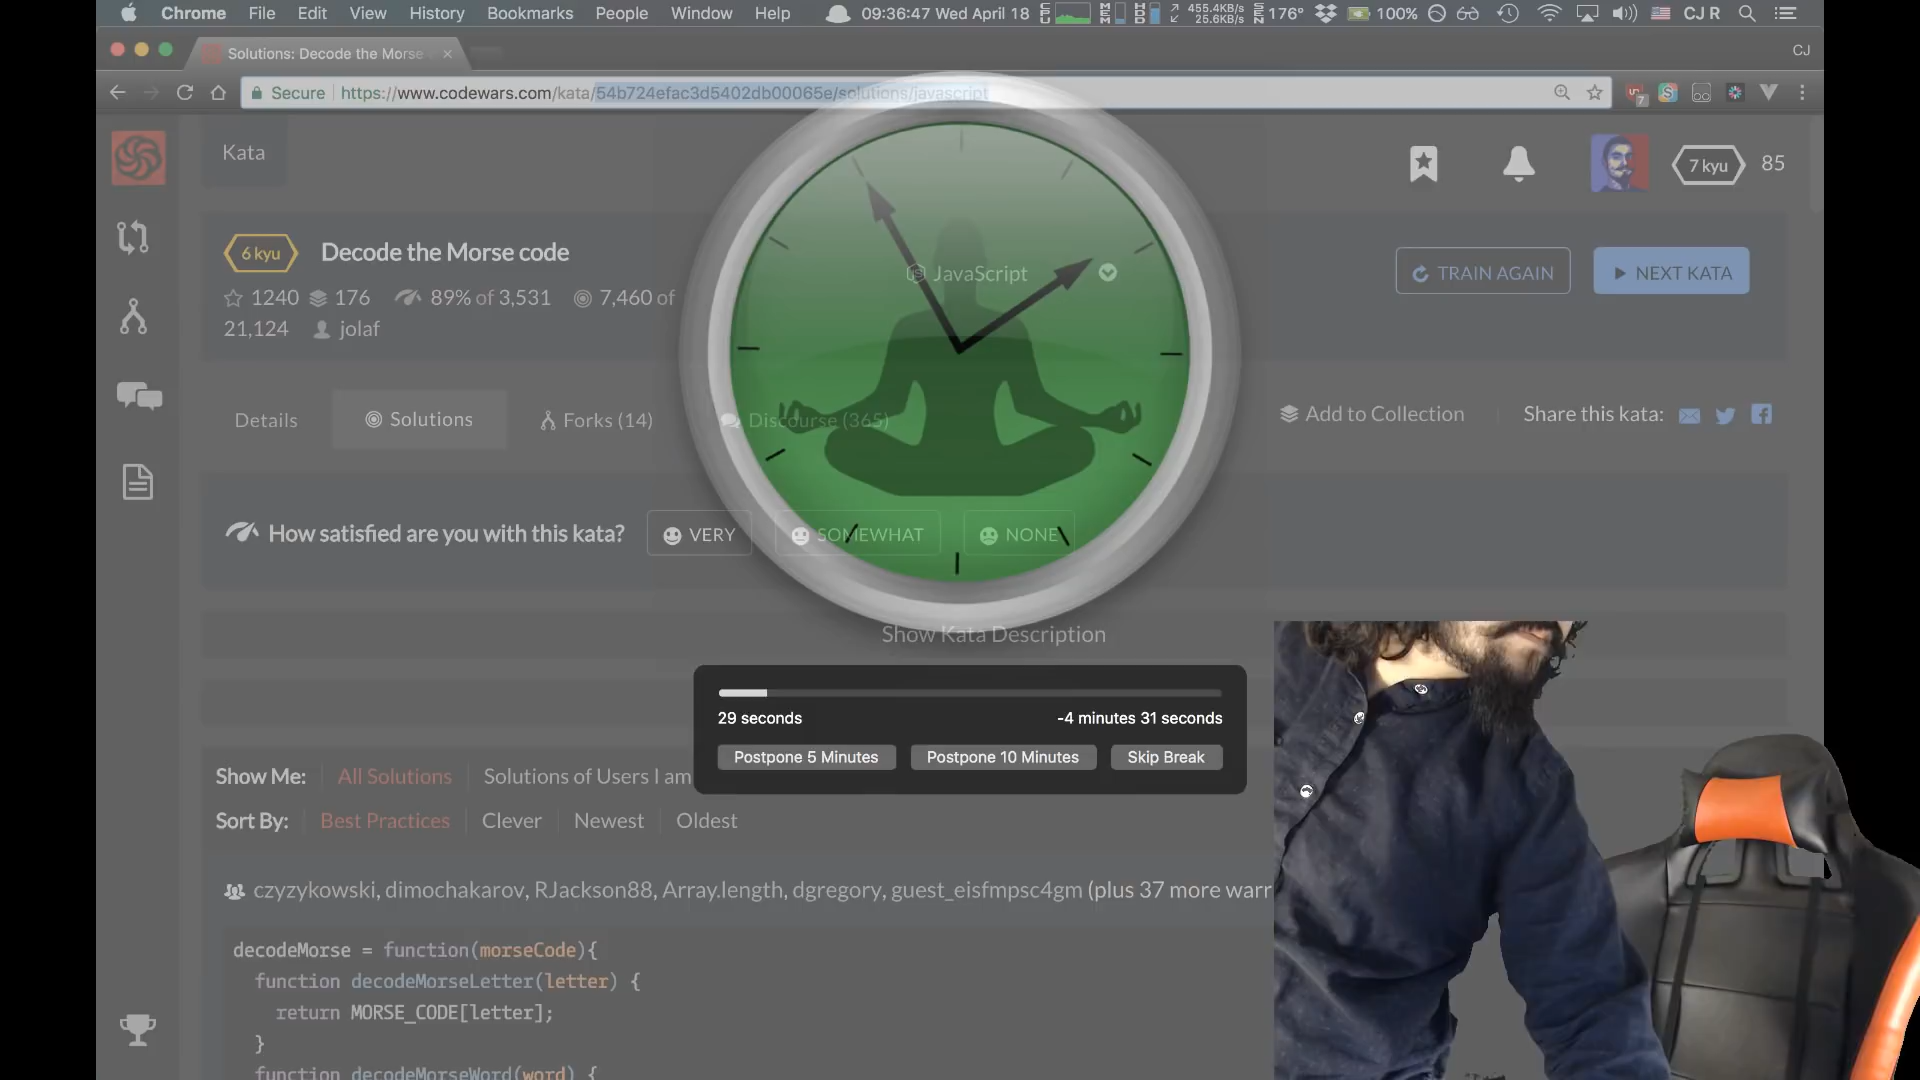 Chrome File Edit View History Bookmarks People Window Help 09:36:47 Wed April 18 455.4KB/s 25.6KB/s 176° 100% CJ R
Solutions: Decode the Morse × CJ
Secure https://www.codewars.com/kata/54b724efac3d5402db00065e/solutions/javascript
Kata
7 kyu 85
6 kyu Decode the Morse code
JavaScript
TRAIN AGAIN NEXT KATA
1240 176 89% of 3,531 7,460 of
21,124 jolaf
Details Solutions Forks (14) Discourse (365) Add to Collection Share this kata:
How satisfied are you with this kata? VERY SOMEWHAT NONE
Show Kata Description
29 seconds -4 minutes 31 seconds
Postpone 5 Minutes Postpone 10 Minutes Skip Break
Show Me: All Solutions Solutions of Users I am
Sort By: Best Practices Clever Newest Oldest
czyzykowski, dimochakarov, RJackson88, Array.length, dgregory, guest_eisfmpsc4gm (plus 37 more warr
decodeMorse = function(morseCode){
function decodeMorseLetter(letter) {
return MORSE_CODE[letter];
}
function decodeMorseWord(word) {